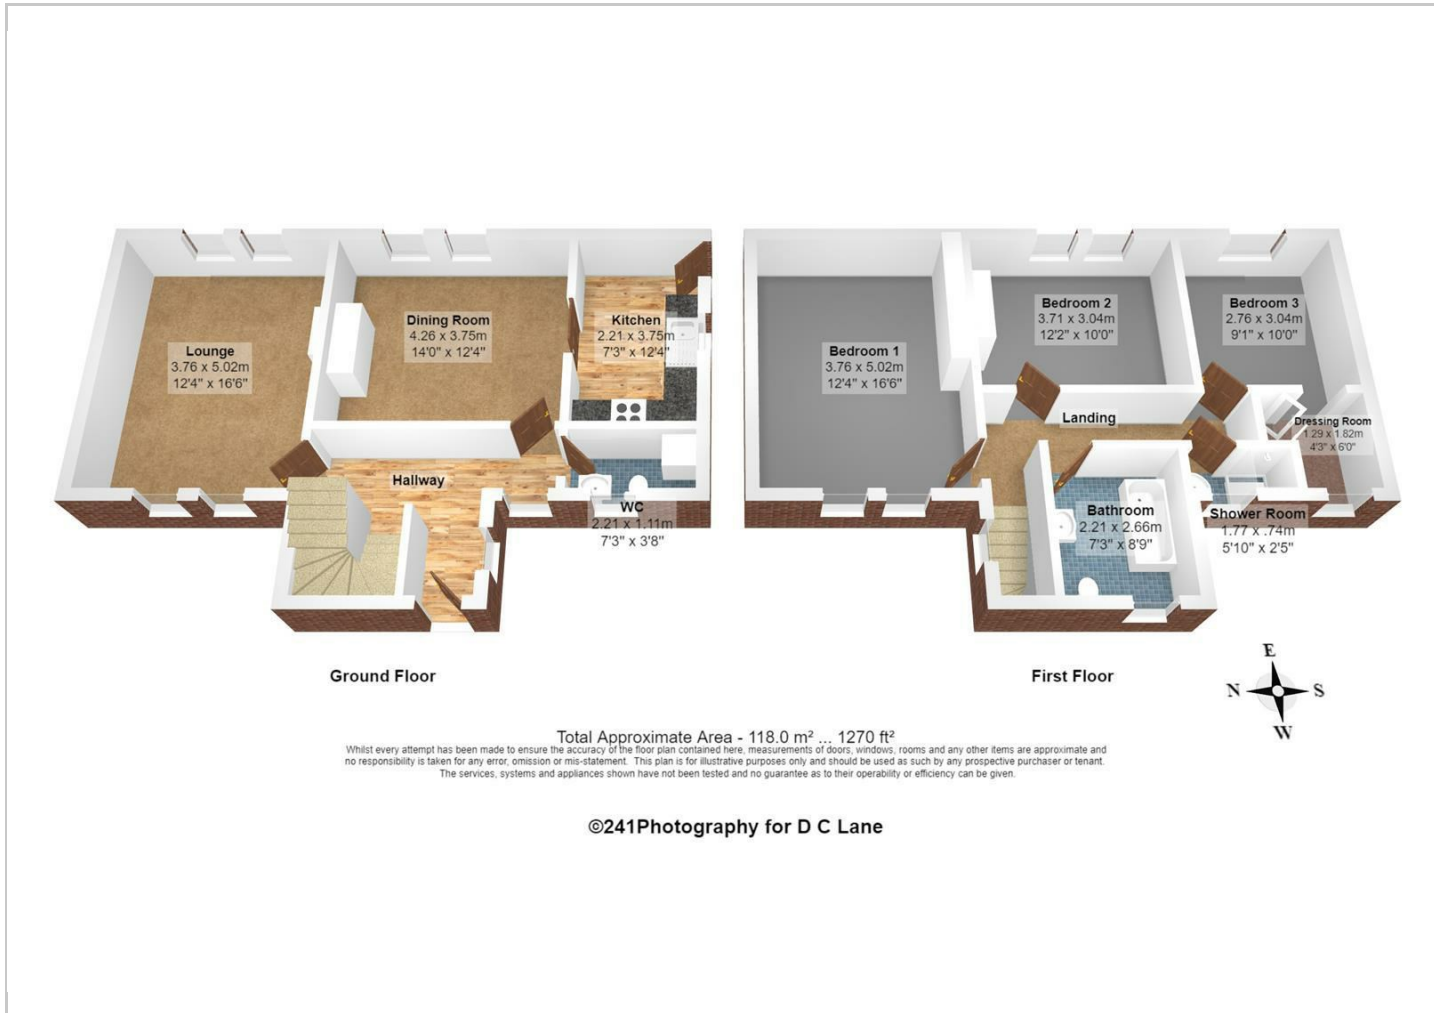 Lounge
3.76 x 5.02m
12'4" x 16'6"
Dining Room
4.26 x 3.75m
14'0" x 12'4"
Kitchen
2.21 x 3.75m
7'3" x 12'4"
Hallway
WC
2.21 x 1.11m
7'3" x 3'8"
Bedroom 1
3.76 x 5.02m
12'4" x 16'6"
Bedroom 2
3.71 x 3.04m
12'2" x 10'0"
Bedroom 3
2.76 x 3.04m
9'1" x 10'0"
Landing
Dressing Room
1.29 x 1.82m
4'3" x 6'0"
Bathroom
2.21 x 2.66m
7'3" x 8'9"
Shower Room
1.77 x .74m
5'10" x 2'5"
Ground Floor
First Floor
E
N S
W
Total Approximate Area - 118.0 m² ... 1270 ft²
Whilst every attempt has been made to ensure the accuracy of the floor plan contained here, measurements of doors, windows, rooms and any other items are approximate and
no responsibility is taken for any error, omission or mis-statement. This plan is for illustrative purposes only and should be used as such by any prospective purchaser or tenant.
The services, systems and appliances shown have not been tested and no guarantee as to their operability or efficiency can be given.
©241Photography for D C Lane